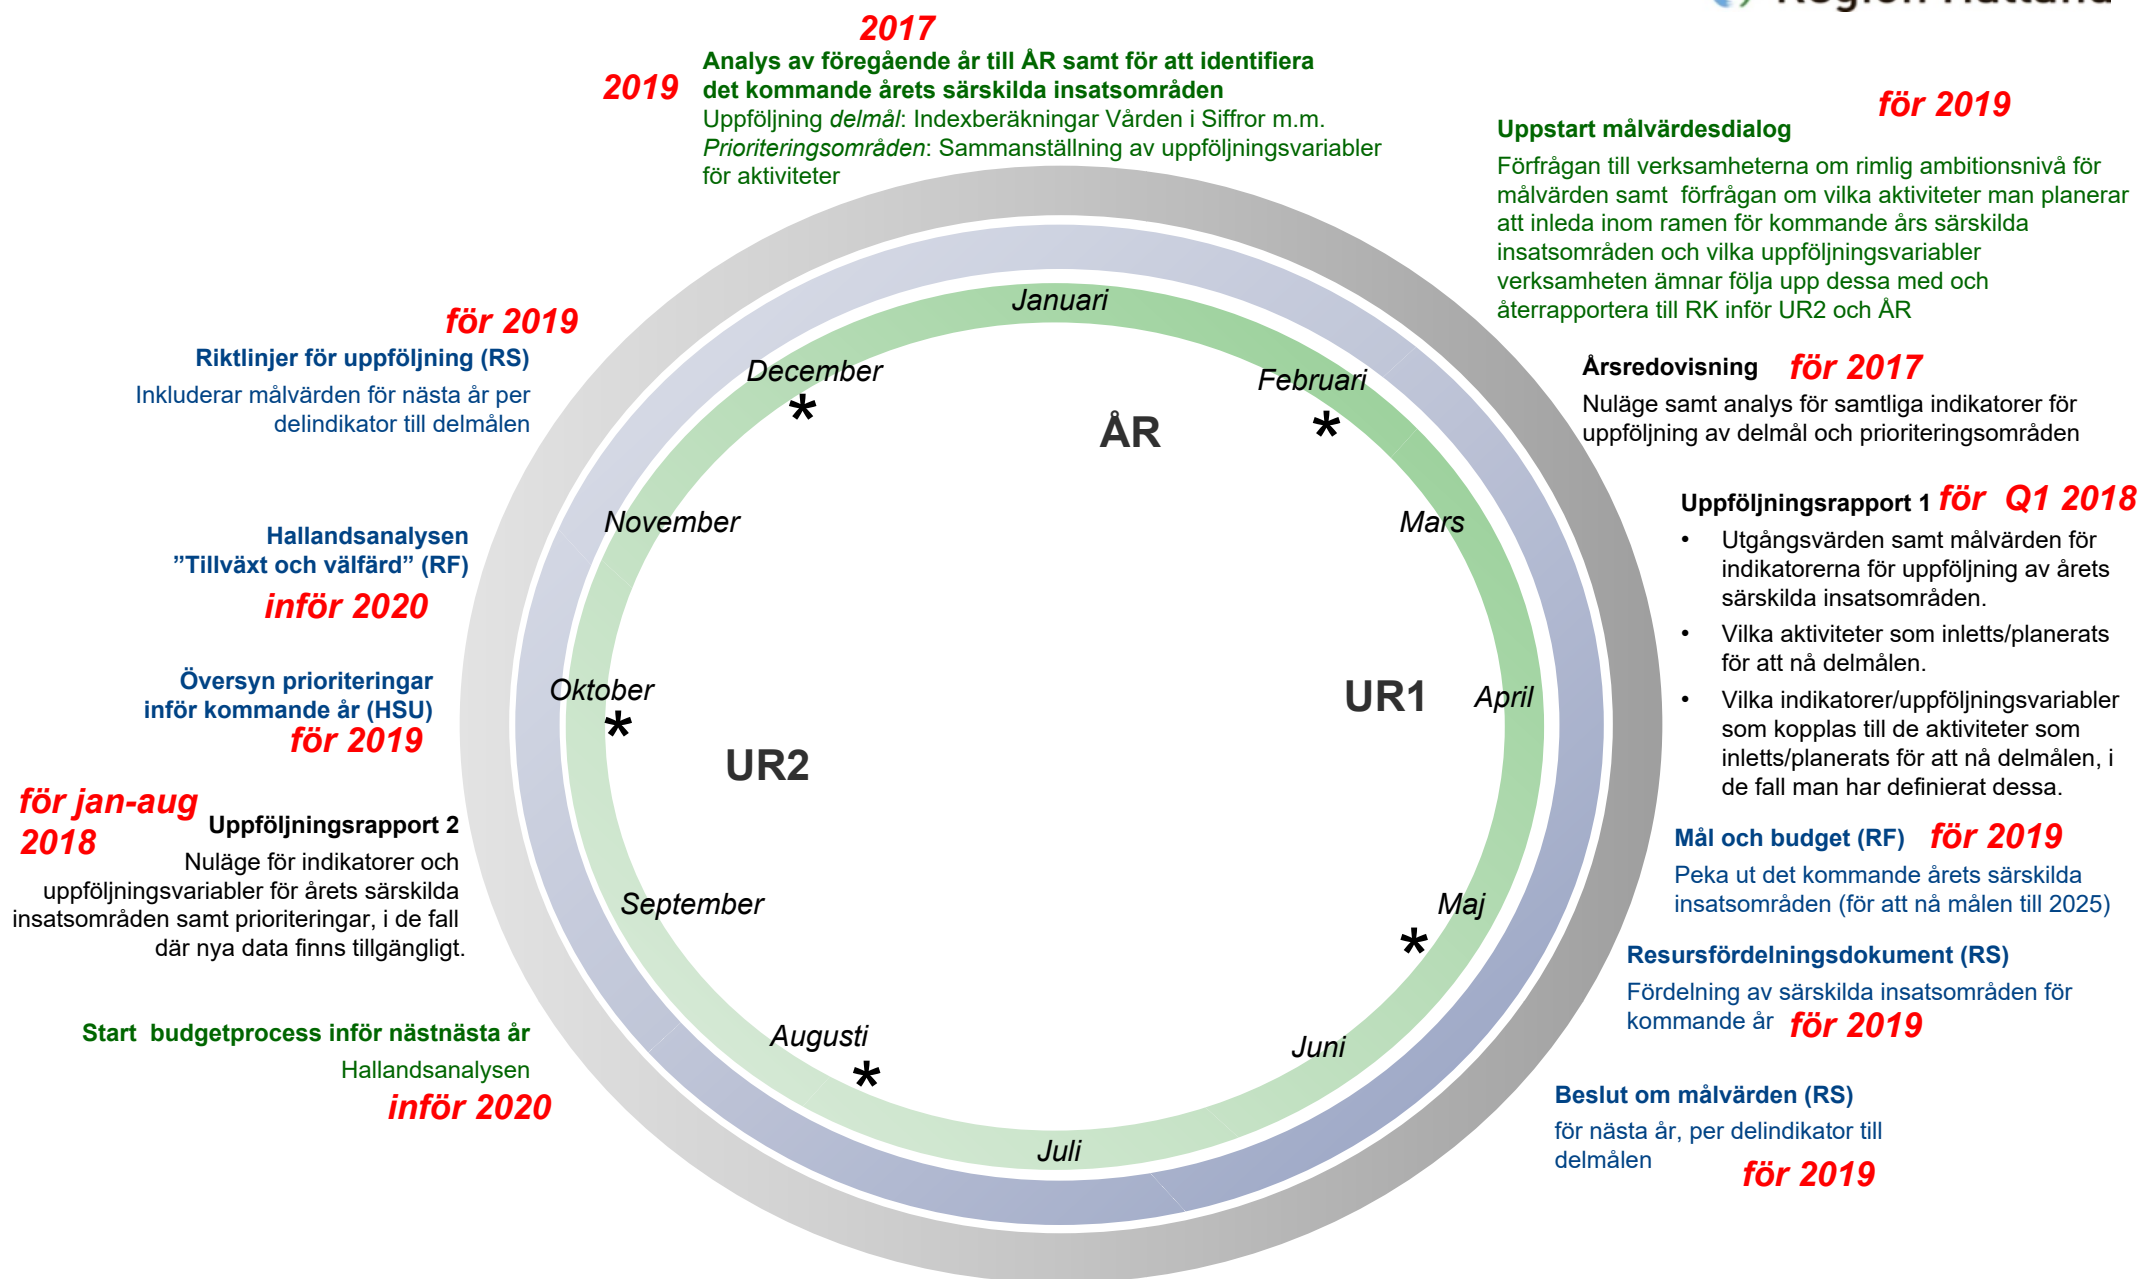 Region Halland
2017
Analys av föregående år till ÅR samt för att identifiera
2019 det kommande årets särskilda insatsområden
Uppföljning delmål: Indexberäkningar Vården i Siffror m.m.
Prioriteringsområden: Sammanställning av uppföljningsvariabler
för aktiviteter
för 2019
Uppstart målvärdesdialog
Förfrågan till verksamheterna om rimlig ambitionsnivå för
målvärden samt förfrågan om vilka aktiviteter man planerar
att inleda inom ramen för kommande års särskilda
insatsområden och vilka uppföljningsvariabler
verksamheten ämnar följa upp dessa med och
återrapportera till RK inför UR2 och ÅR
Årsredovisning för 2017
Nuläge samt analys för samtliga indikatorer för
uppföljning av delmål och prioriteringsområden
Uppföljningsrapport 1 för Q1 2018
• Utgångsvärden samt målvärden för
indikatorerna för uppföljning av årets
särskilda insatsområden.
• Vilka aktiviteter som inletts/planerats
för att nå delmålen.
• Vilka indikatorer/uppföljningsvariabler
som kopplas till de aktiviteter som
inletts/planerats för att nå delmålen, i
de fall man har definierat dessa.
Mål och budget (RF) för 2019
Peka ut det kommande årets särskilda
insatsområden (för att nå målen till 2025)
Resursfördelningsdokument (RS)
Fördelning av särskilda insatsområden för
kommande år för 2019
Beslut om målvärden (RS)
för nästa år, per delindikator till
delmålen
för 2019
Start budgetprocess inför nästnästa år
Hallandsanalysen
inför 2020
för jan-aug
2018
Uppföljningsrapport 2
Nuläge för indikatorer och
uppföljningsvariabler för årets särskilda
insatsområden samt prioriteringar, i de fall
där nya data finns tillgängligt.
Översyn prioriteringar
inför kommande år (HSU)
för 2019
Hallandsanalysen
”Tillväxt och välfärd” (RF)
inför 2020
för 2019
Riktlinjer för uppföljning (RS)
Inkluderar målvärden för nästa år per
delindikator till delmålen
Januari
Februari
*
Mars
April
Maj
*
Juni
Juli
Augusti
*
September
Oktober
*
November
December
*
ÅR
UR1
UR2